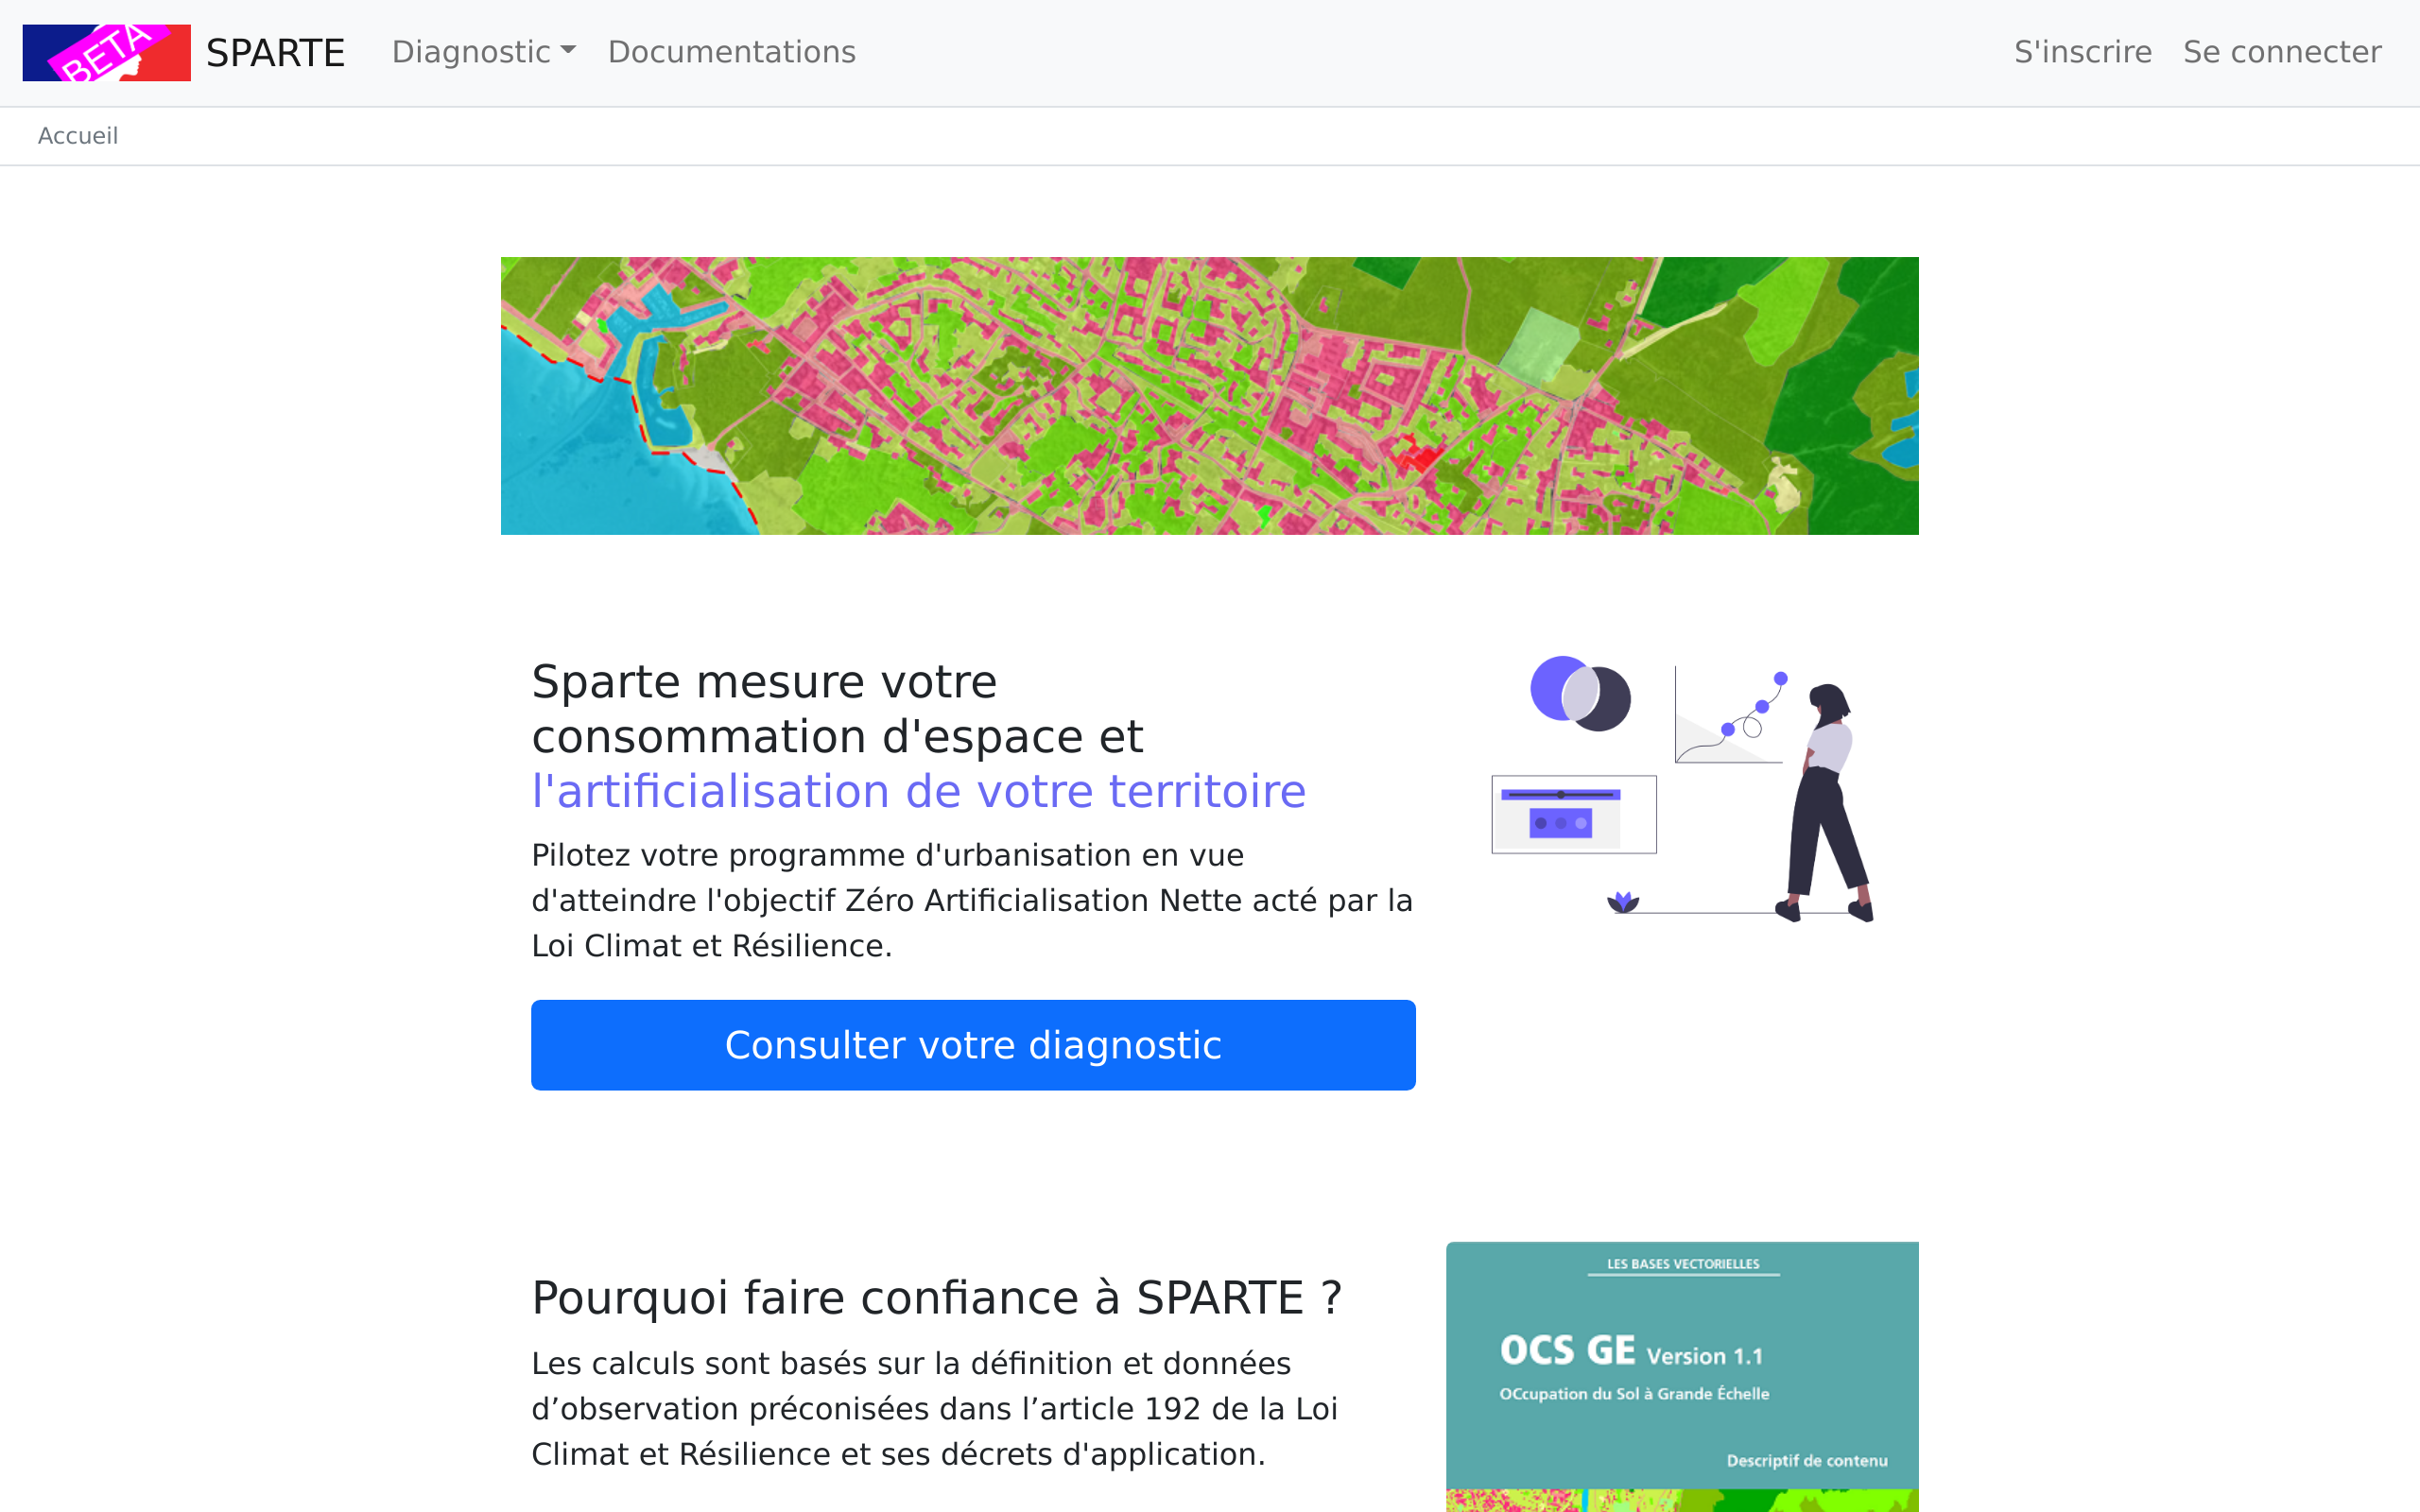 BETA
SPARTE
Diagnostic
Documentations
S'inscrire
Se connecter
Accueil
Sparte mesure votre
consommation d'espace et
l'artificialisation de votre territoire
Pilotez votre programme d'urbanisation en vue
d'atteindre l'objectif Zéro Artificialisation Nette acté par la
Loi Climat et Résilience.
Consulter votre diagnostic
Pourquoi faire confiance à SPARTE ?
Les calculs sont basés sur la définition et données
d’observation préconisées dans l’article 192 de la Loi
Climat et Résilience et ses décrets d'application.
LES BASES VECTORIELLES
OCS GE Version 1.1
OCcupation du Sol à Grande Échelle
Descriptif de contenu